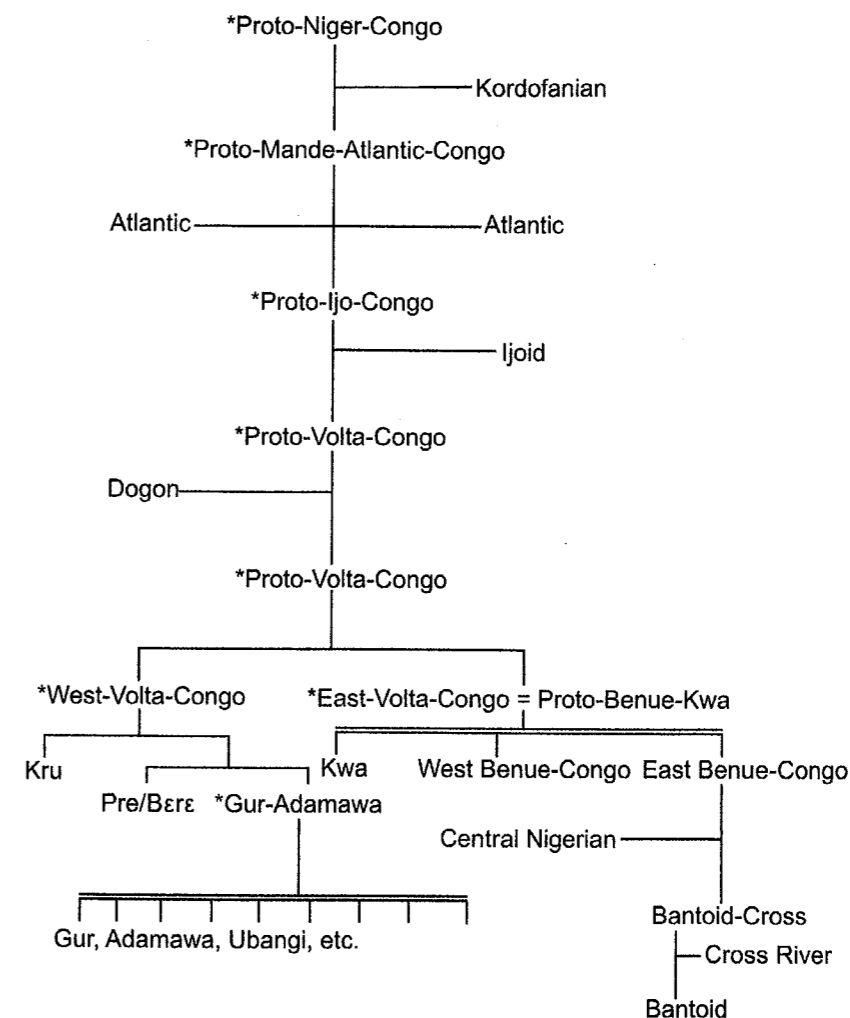 *Proto-Niger-Congo
Kordofanian
*Proto-Mande-Atlantic-Congo
Atlantic
Atlantic
*Proto-Ijo-Congo
Ijoid
*Proto-Volta-Congo
Dogon
*Proto-Volta-Congo
*West-Volta-Congo
*East-Volta-Congo = Proto-Benue-Kwa
Kru
Kwa
West Benue-Congo
East Benue-Congo
Pre/Bɛrɛ
*Gur-Adamawa
Central Nigerian
Bantoid-Cross
Gur, Adamawa, Ubangi, etc.
Cross River
Bantoid